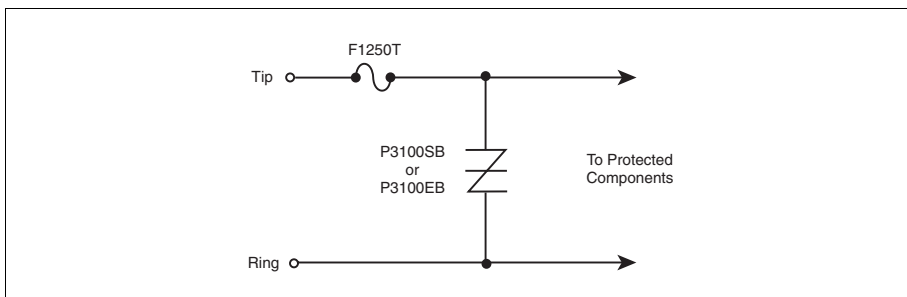 F1250T
Tip
P3100SB
or
P3100EB
To Protected
Components
Ring